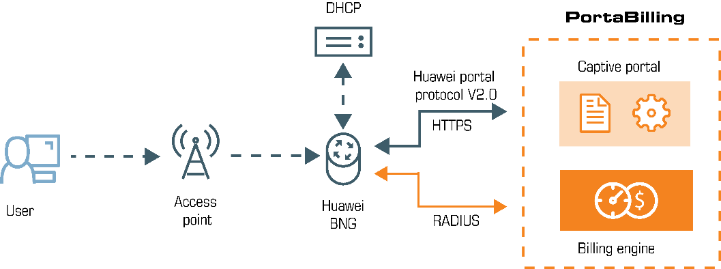 DHCP
PortaBilling
Huawei portal
protocol V2.0
HTTPS
Captive portal
User
Access
point
Huawei
BNG
RADIUS
$
Billing engine